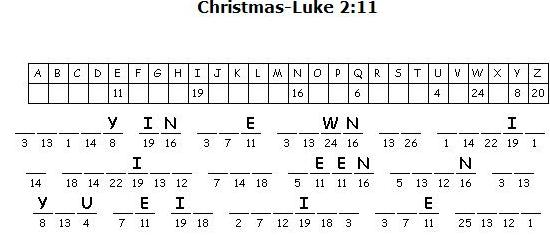 Christmas-Luke 2:11
A B C D E F G H I J K L M N O P Q R S T U V W X Y Z
11 19 16 6 4 24 8 20
Y I N E W N I
3 13 1 14 8 19 16 3 7 11 3 13 24 16 13 26 1 14 22 19 1
I E E N N
14 18 14 22 19 13 12 7 14 18 5 11 11 16 5 13 12 16 3 13
Y U E I I E
8 13 4 7 11 19 18 2 7 12 19 18 3 3 7 11 25 13 12 1